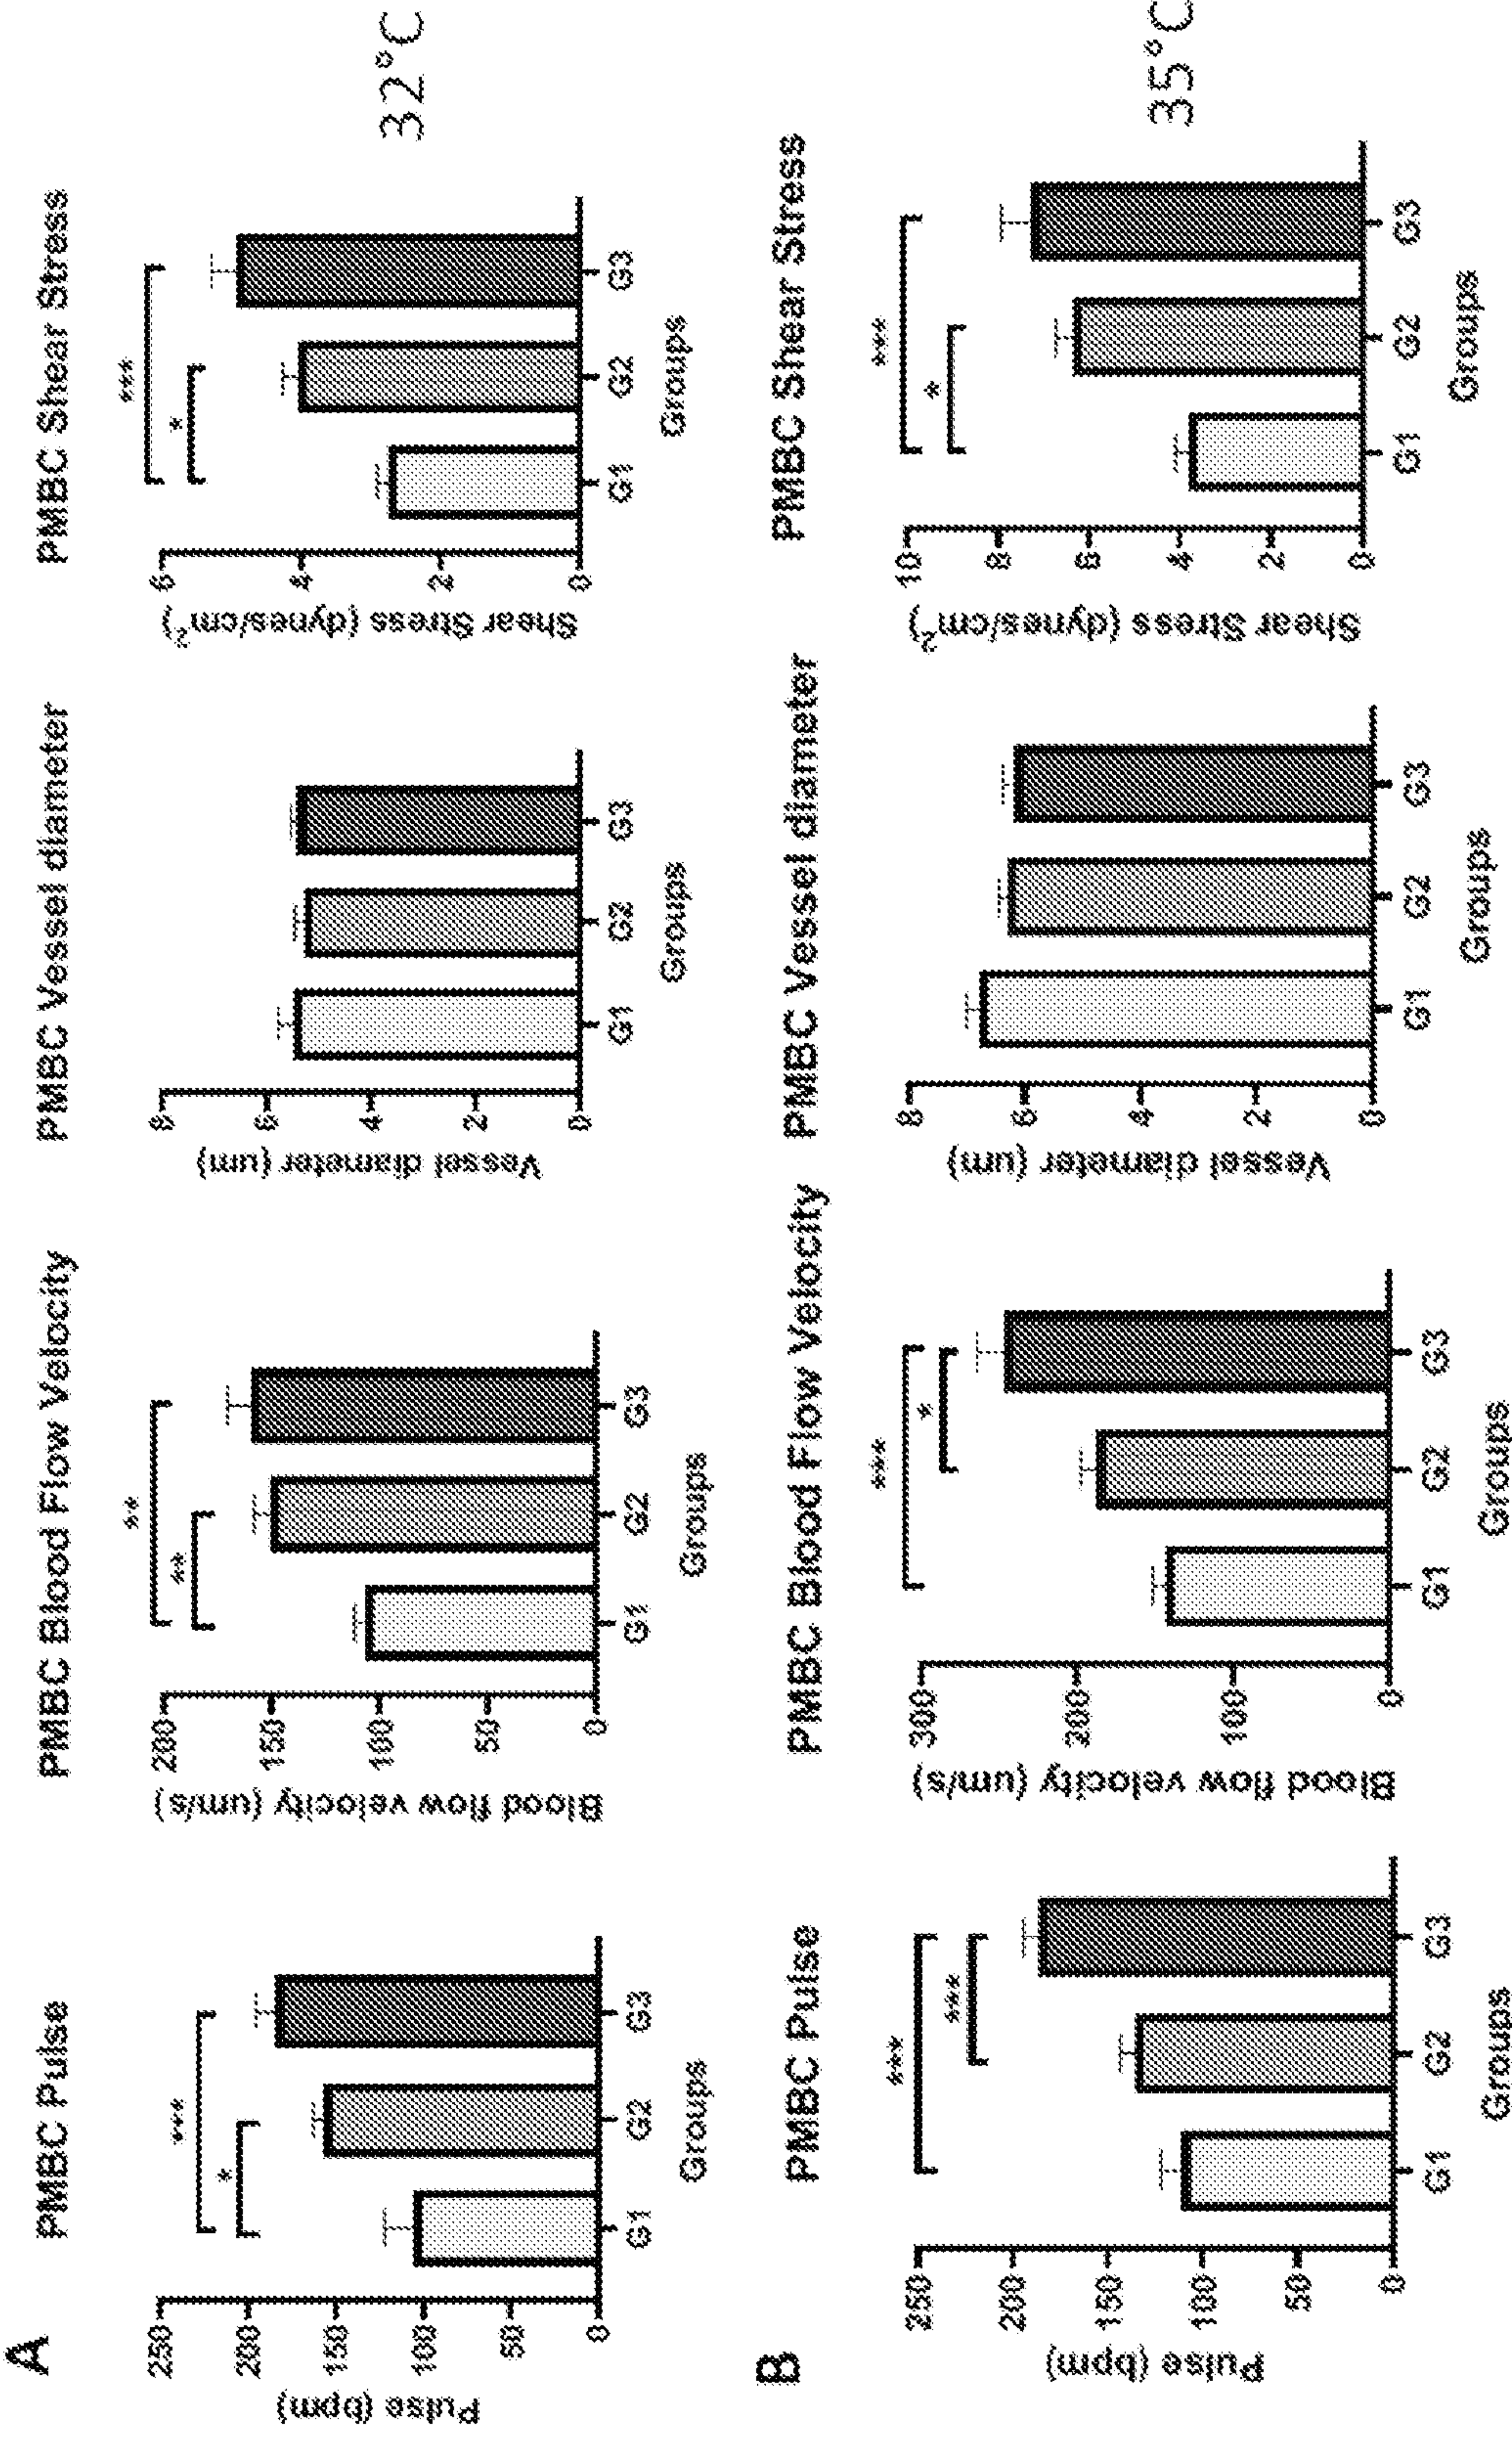 A
PMBC Pulse
Pulse (bpm)
250
200
150
100
50
0
***
*
G1
G2
G3
Groups
PMBC Blood Flow Velocity
Blood flow velocity (um/s)
200
150
100
50
0
**
**
G1
G2
G3
Groups
PMBC Vessel diameter
Vessel diameter (um)
8
6
4
2
0
G1
G2
G3
Groups
PMBC Shear Stress
Shear Stress (dynes/cm²)
6
4
2
0
***
*
G1
G2
G3
Groups
32°C
B
PMBC Pulse
Pulse (bpm)
250
200
150
100
50
0
***
***
G1
G2
G3
Groups
PMBC Blood Flow Velocity
Blood flow velocity (um/s)
300
200
100
0
***
*
G1
G2
G3
Groups
PMBC Vessel diameter
Vessel diameter (um)
8
6
4
2
0
G1
G2
G3
Groups
PMBC Shear Stress
Shear Stress (dynes/cm²)
10
8
6
4
2
0
***
*
G1
G2
G3
Groups
35°C